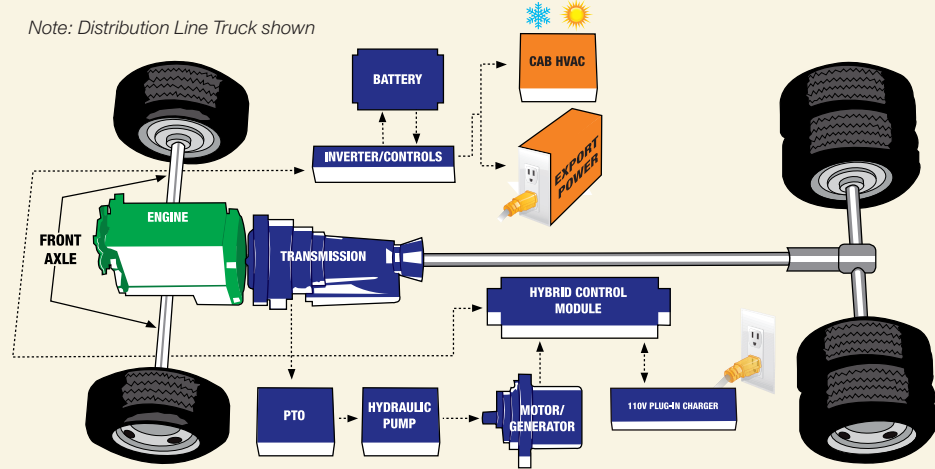 Note: Distribution Line Truck shown
CAB HVAC
BATTERY
INVERTER/CONTROLS
EXPORT
POWER
ENGINE
FRONT
AXLE
TRANSMISSION
HYBRID CONTROL
MODULE
PTO
HYDRAULIC
PUMP
MOTOR/
GENERATOR
110V PLUG-IN CHARGER